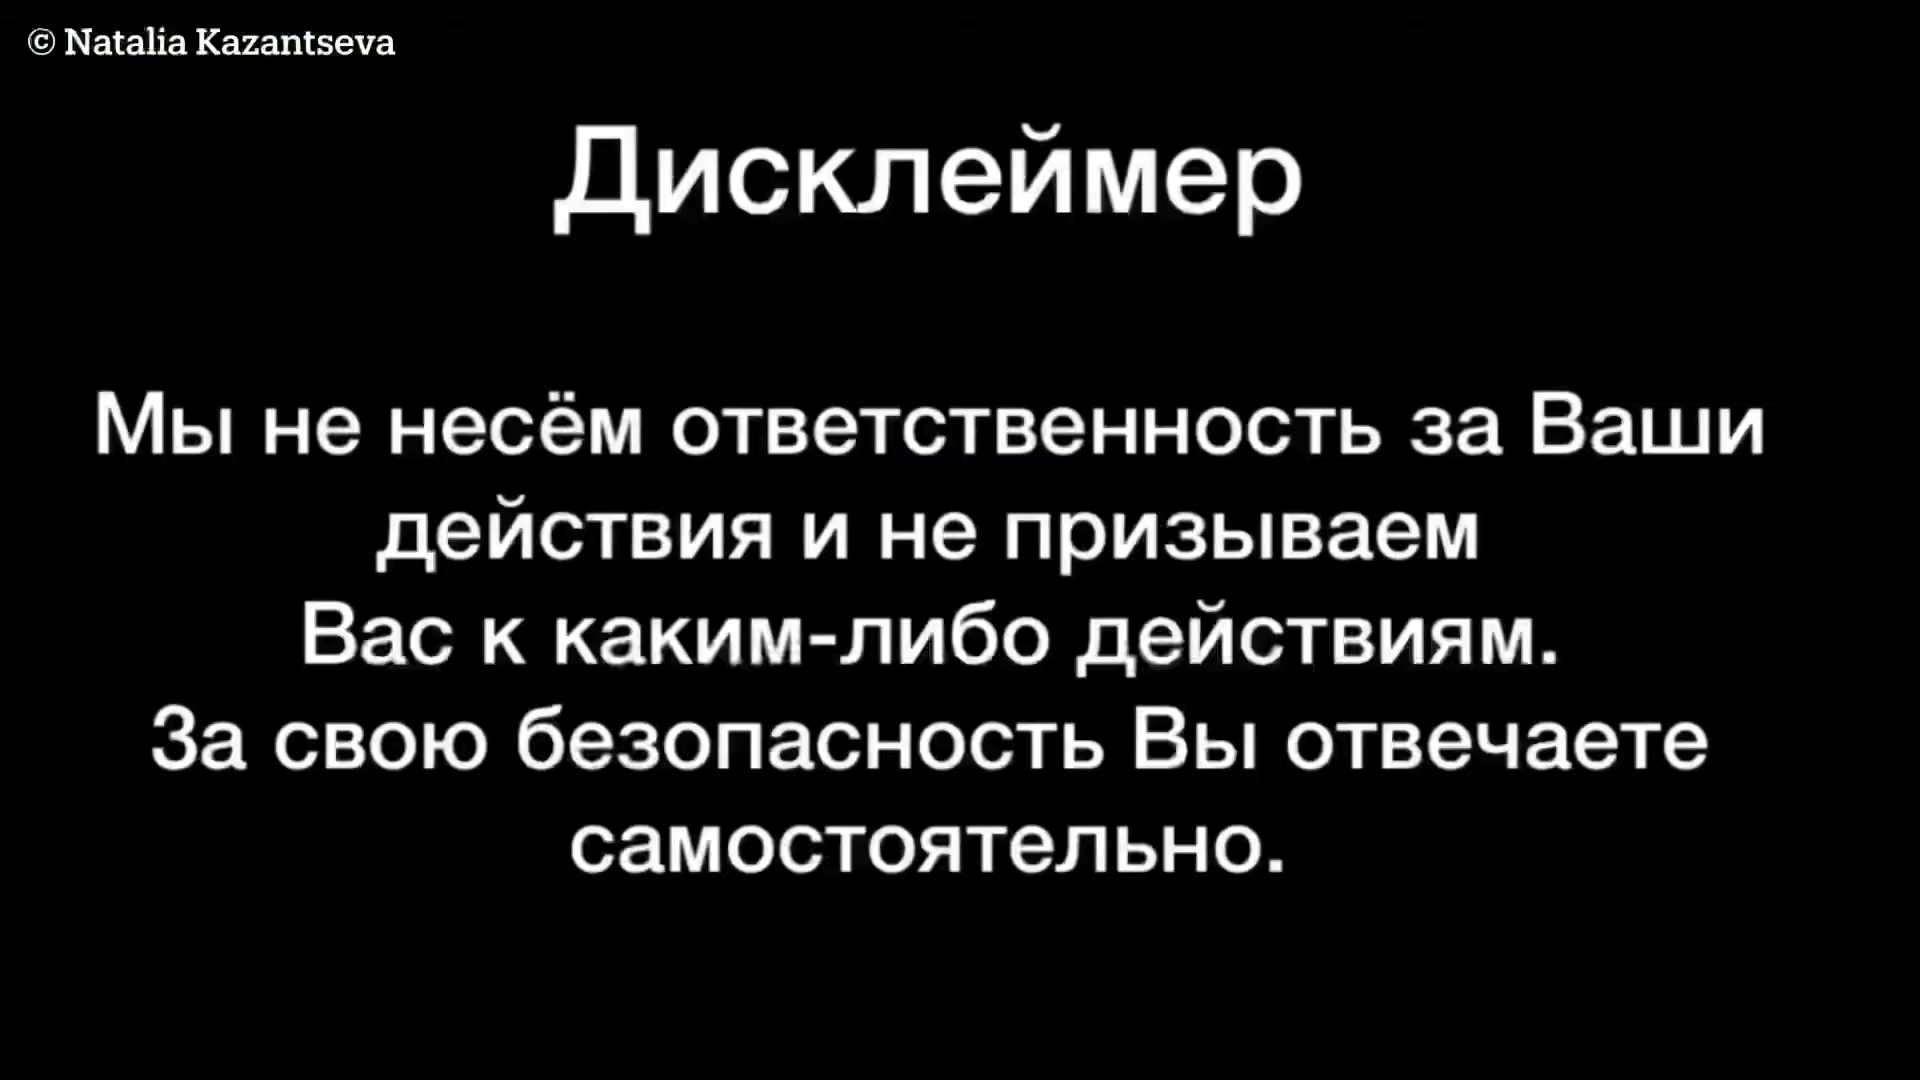 © Natalia Kazantseva
Дисклеймер
Мы не несём ответственность за Ваши
действия и не призываем
Вас к каким-либо действиям.
За свою безопасность Вы отвечаете
самостоятельно.